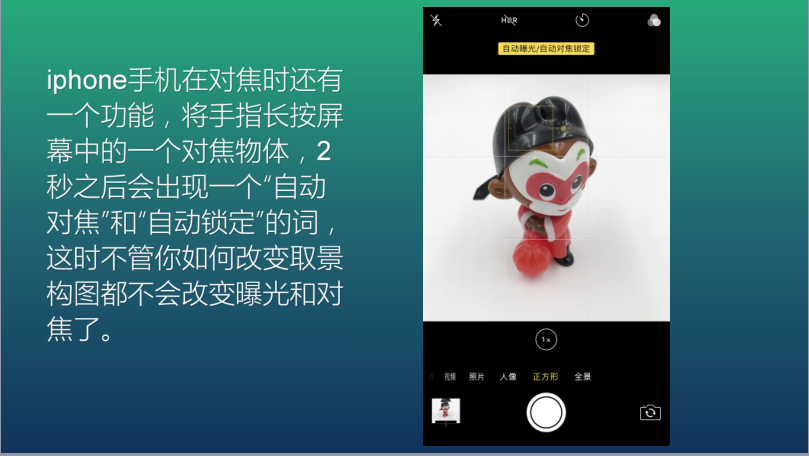 iphone手机在对焦时还有
一个功能，将手指长按屏
幕中的一个对焦物体，2
秒之后会出现一个“自动
对焦”和“自动锁定”的词，
这时不管你如何改变取景
构图都不会改变曝光和对
焦了。
HDR
自动曝光/自动对焦锁定
1×
视频 照片 人像 正方形 全景